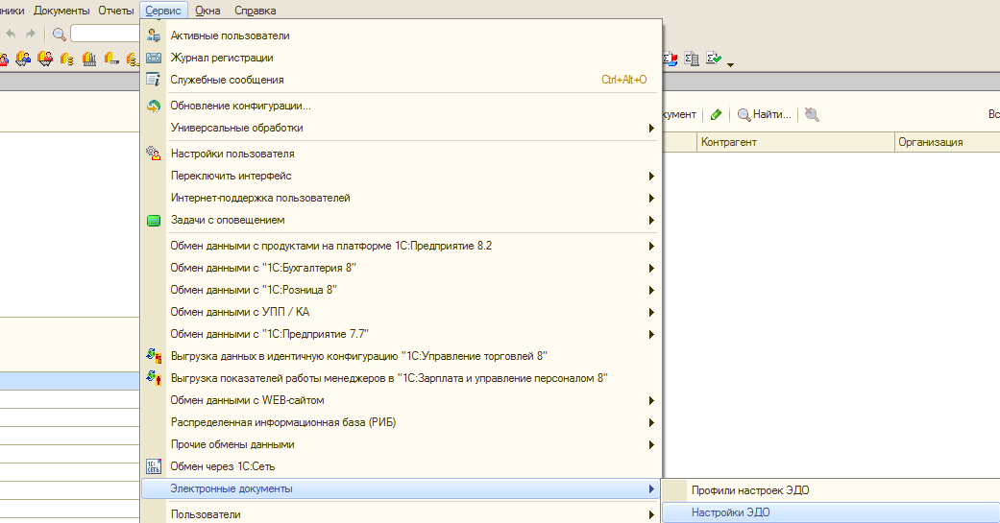 ники Документы Отчеты Сервис Окна Справка
Активные пользователи
Журнал регистрации
Служебные сообщения Ctrl+Alt+O
Обновление конфигурации...
Универсальные обработки
кумент Найти... Вс
Контрагент Организация
Настройки пользователя
Переключить интерфейс
Интернет-поддержка пользователей
Задачи с оповещением
Обмен данными с продуктами на платформе 1С:Предприятие 8.2
Обмен данными с "1С:Бухгалтерия 8"
Обмен данными с "1С:Розница 8"
Обмен данными с УПП / КА
Обмен данными с "1С:Предприятие 7.7"
Выгрузка данных в идентичную конфигурацию "1С:Управление торговлей 8"
Выгрузка показателей работы менеджеров в "1С:Зарплата и управление персоналом 8"
Обмен данными с WEB-сайтом
Распределенная информационная база (РИБ)
Прочие обмены данными
1С: СЕТЬ Обмен через 1С:Сеть
Электронные документы
Профили настроек ЭДО
Настройки ЭДО
Пользователи